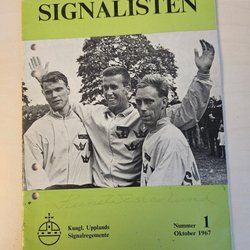 SIGNALISTEN
Kungl. Upplands
Signalregemente
Nummer 1
Oktober 1967